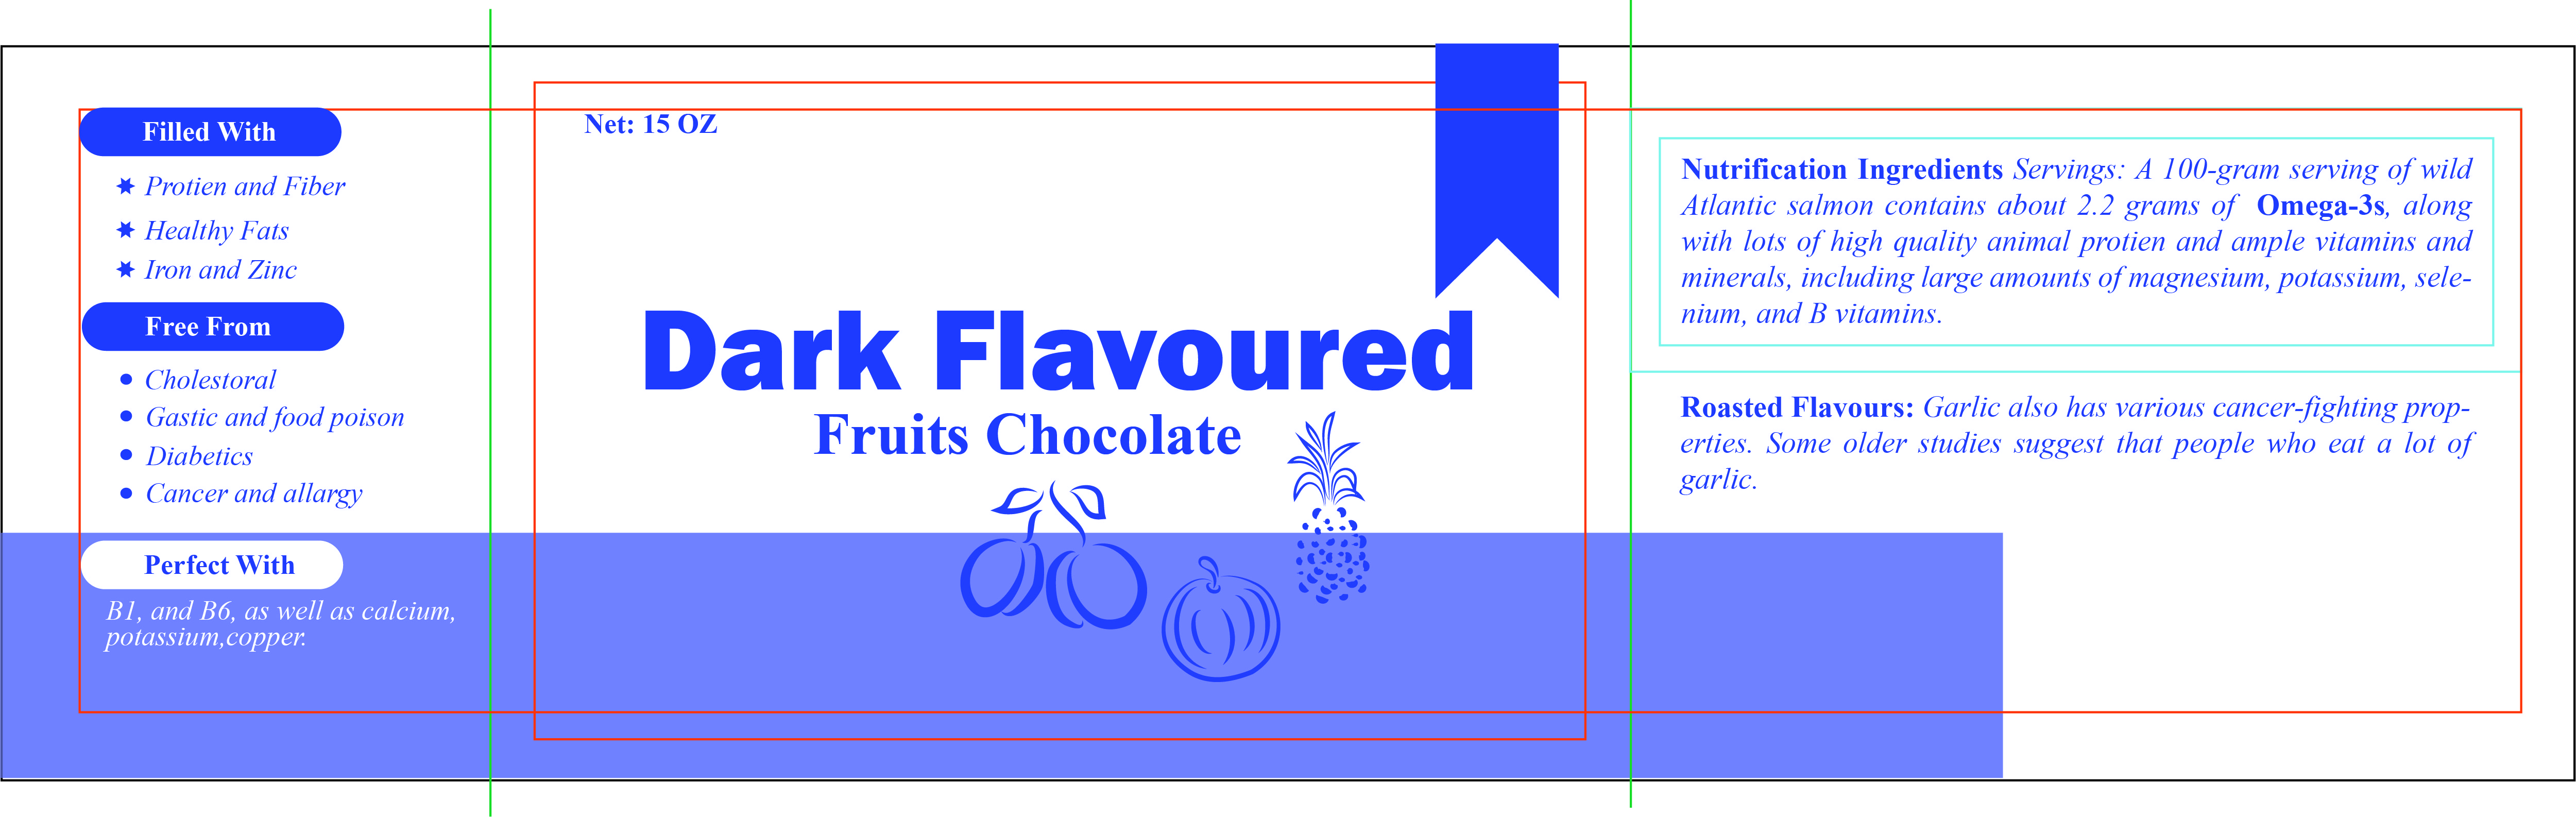 Filled With
Protien and Fiber
Healthy Fats
Iron and Zinc
Free From
Cholestoral
Gastic and food poison
Diabetics
Cancer and allargy
Perfect With
B1, and B6, as well as calcium,
potassium,copper.
Net: 15 OZ
Dark Flavoured
Fruits Chocolate
Nutrification Ingredients Servings: A 100-gram serving of wild
Atlantic salmon contains about 2.2 grams of Omega-3s, along
with lots of high quality animal protien and ample vitamins and
minerals, including large amounts of magnesium, potassium, sele-
nium, and B vitamins.
Roasted Flavours: Garlic also has various cancer-fighting prop-
erties. Some older studies suggest that people who eat a lot of
garlic.